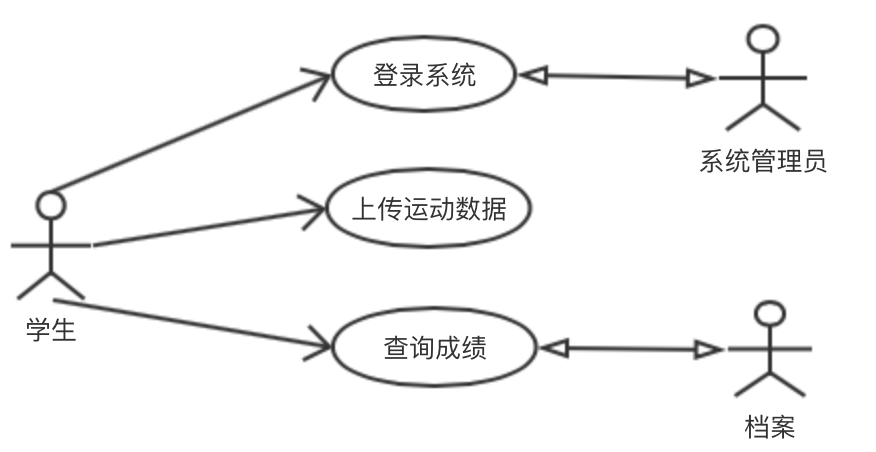 登录系统
系统管理员
上传运动数据
学生
查询成绩
档案